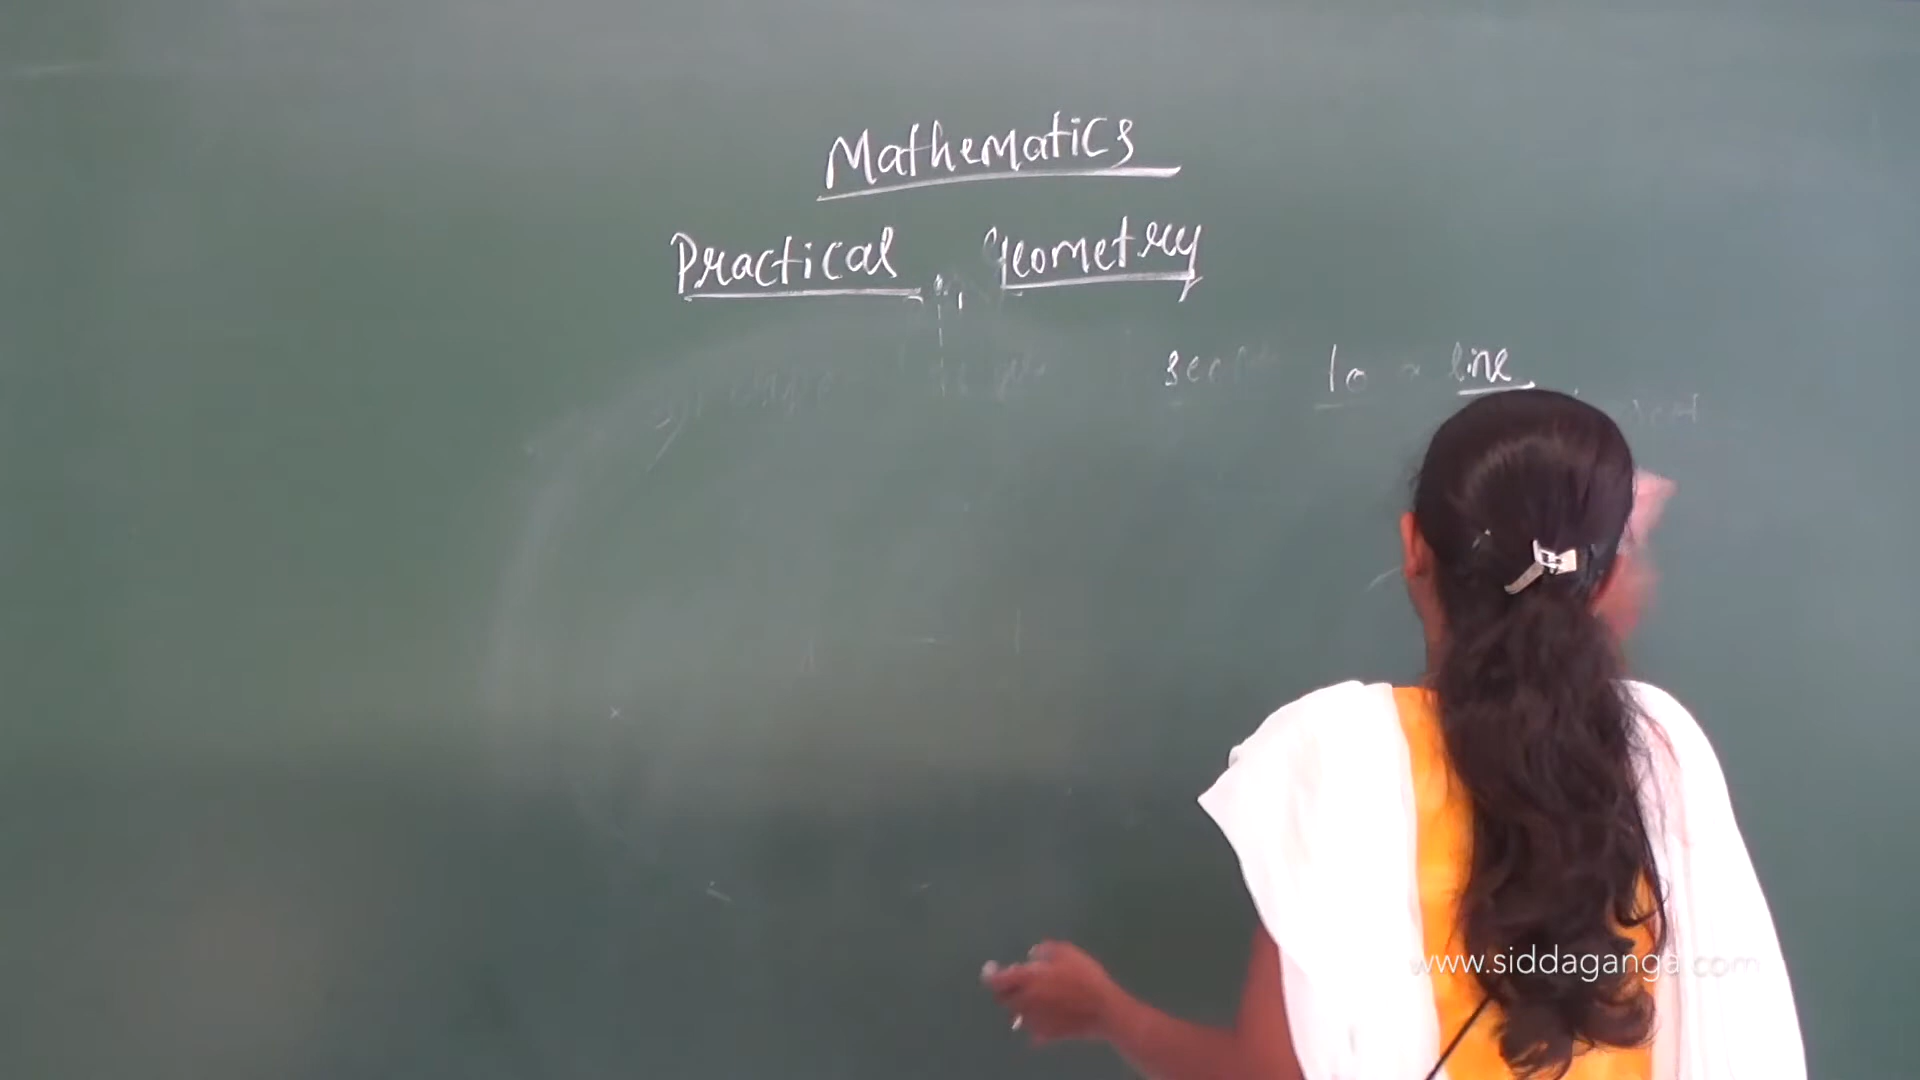 Mathematics
Practical Geometry
to a line
www.siddaganga.com